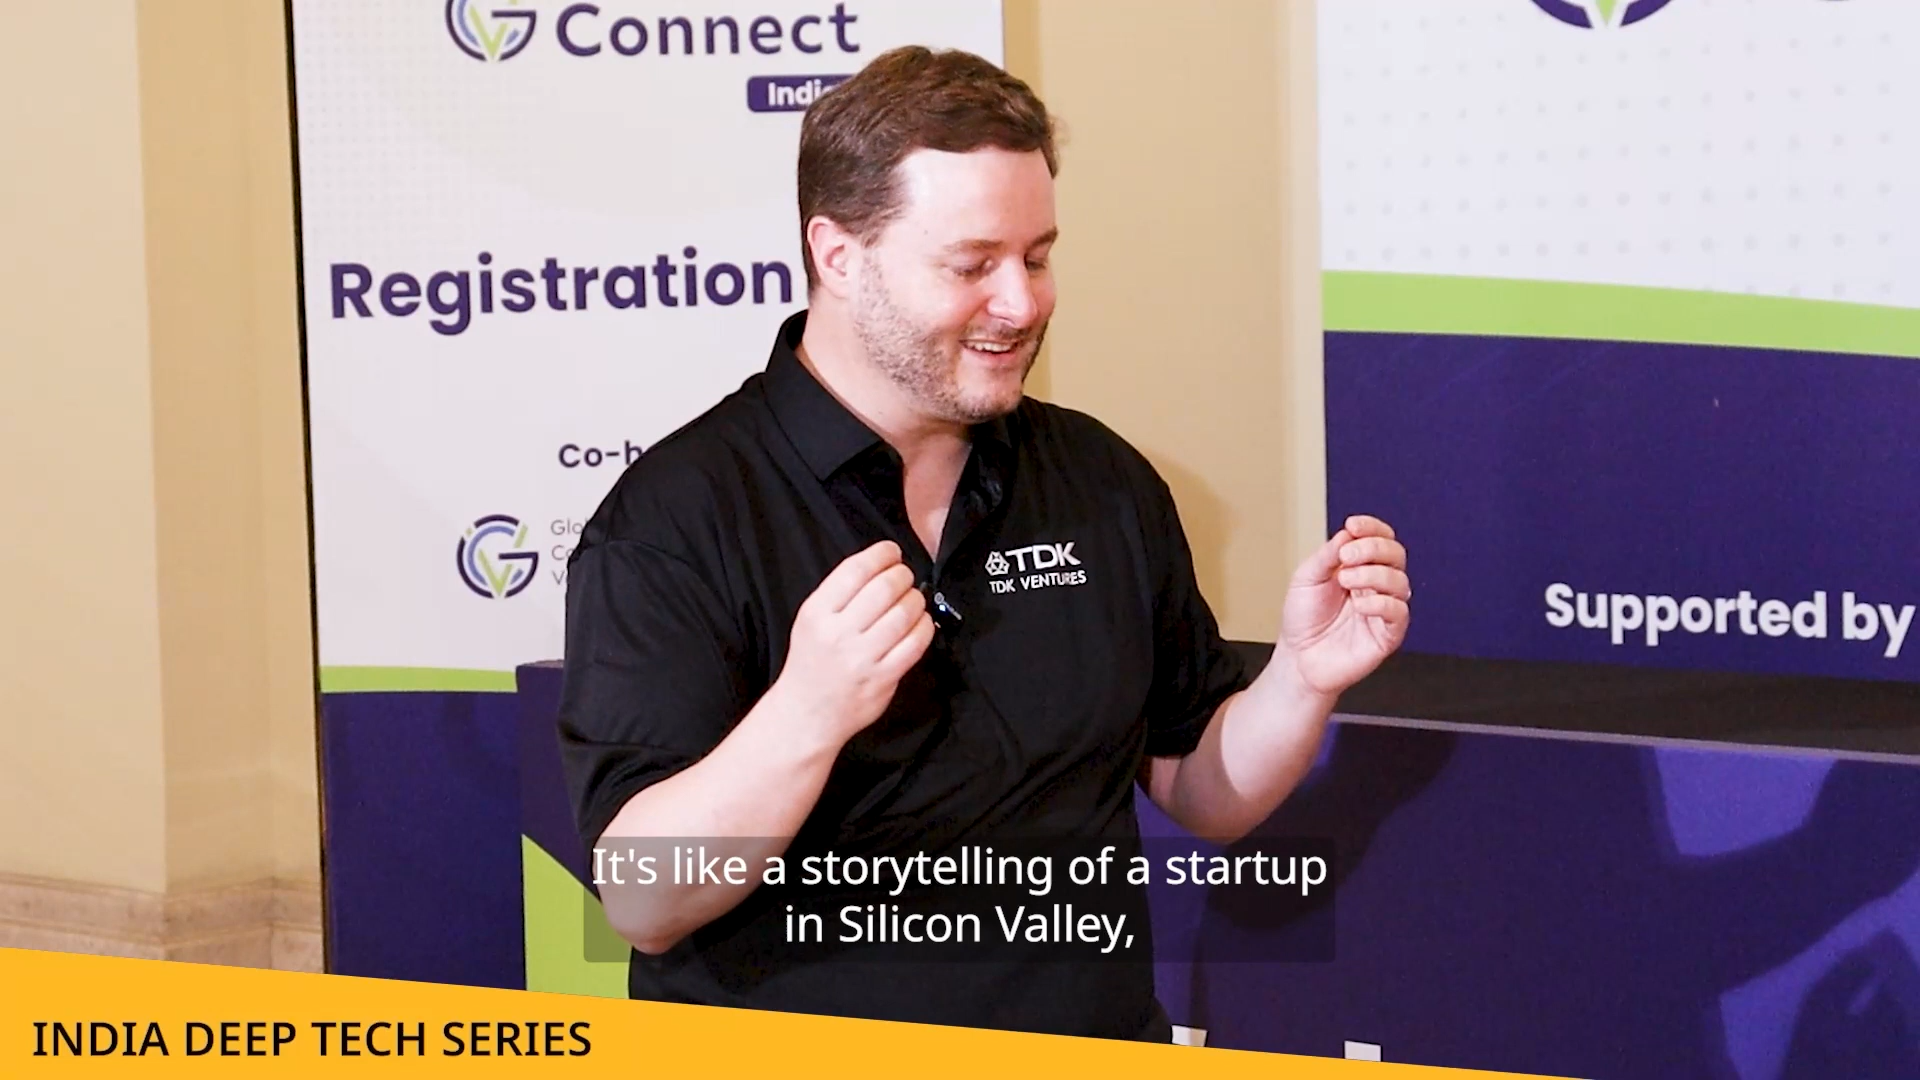 Connect
Registration
TDK
TDK VENTURES
Supported by
It's like a storytelling of a startup
in Silicon Valley,
INDIA DEEP TECH SERIES